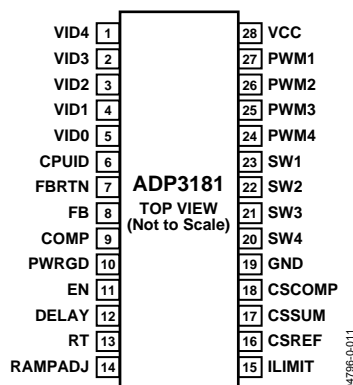 VID4 1
VID3 2
VID2 3
VID1 4
VID0 5
CPUID 6
FBRTN 7
FB 8
COMP 9
PWRGD 10
EN 11
DELAY 12
RT 13
RAMPADJ 14
ADP3181
TOP VIEW
(Not to Scale)
28 VCC
27 PWM1
26 PWM2
25 PWM3
24 PWM4
23 SW1
22 SW2
21 SW3
20 SW4
19 GND
18 CSCOMP
17 CSSUM
16 CSREF
15 ILIMIT
4796-0-011